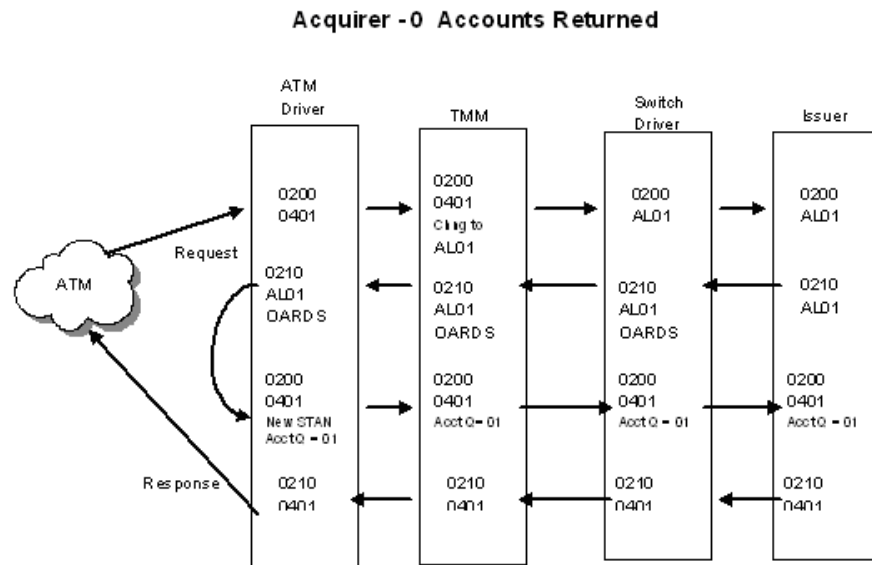 Acquirer -0 Accounts Returned
ATM
Driver
TMM
Switch
Driver
Issuer
0200
0401
0200
0401
Chng to
AL01
0200
AL01
0200
AL01
Request
ATM
0210
AL01
OARDS
0210
AL01
OARDS
0210
AL01
OARDS
0210
AL01
0200
0401
New STAN
AcctQ = 01
0200
0401
AcctQ = 01
0200
0401
AcctQ = 01
0200
0401
AcctQ = 01
Response
0210
0401
0210
0401
0210
0401
0210
0401